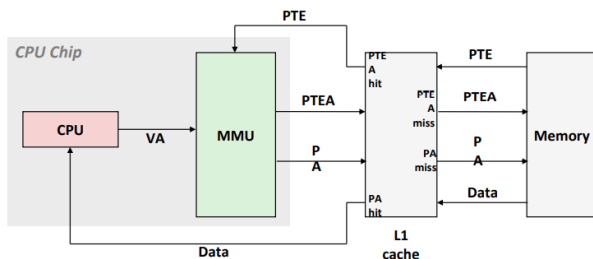 PTE
CPU Chip
PTE
A
hit
PTE
PTEA
PTE
A
miss
PTEA
CPU
VA
MMU
Memory
P
A
PA
miss
P
A
PA
hit
Data
Data
L1
cache